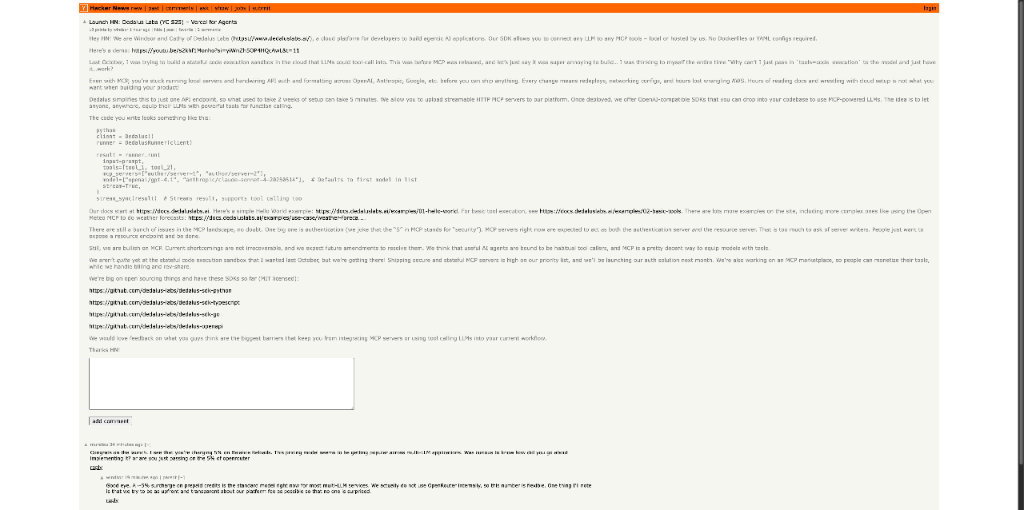 Y Hacker News new | past | comments | ask | show | jobs | submit
login
Launch HN: Dedalus Labs (YC S25) – Vercel for Agents
Hey HN! We are Windsor and Cathy of Dedalus Labs (https://www.dedaluslabs.ai/), a cloud platform for developers to build agentic AI applications. Our SDK allows you to connect any LLM to any MCP tools – local or hosted by us. No Dockerfiles or YAML configs required.
Here's a demo:
Last October, I was trying to build a stateful code execution sandbox in the cloud that LLMs could tool-call into. This was before MCP was released, and let's just say it was super annoying to build... I was thinking to myself the entire time "Why can't I just pass in `tools=code_execution` to the model and just have
it...work?
Even with MCP, you're stuck running local servers and handwiring API auth and formatting across OpenAI, Anthropic, Google, etc. before you can ship anything. Every change means redeploys, networking configs, and hours lost wrangling AWS. Hours of reading docs and wrestling with cloud setup is not what you
want when building your product!
Dedalus simplifies this to just one API endpoint, so what used to take 2 weeks of setup can take 5 minutes. We allow you to upload streamable HTTP MCP servers to our platform. Once deployed, we offer OpenAI-compatible SDKs that you can drop into your codebase to use MCP-powered LLMs. The idea is to let
anyone, anywhere, equip their LLMs with powerful tools for function calling.
The code you write looks something like this:
python
client = Dedalus()
runner = DedalusRunner(client)
result = runner.run(
input=prompt,
tools=[tool_1, tool_2],
mcp_servers=["author/server-1", "author/server-2"],
model=["openai/gpt-4.1", "anthropic/claude-sonnet-4-20250514"], # Defaults to first model in list
stream=True,
)
stream_sync(result) # Streams result, supports tool calling too
Our docs start at https://docs.dedaluslabs.ai. Here's a simple Hello World example: https://docs.dedaluslabs.ai/examples/01-hello-world. For basic tool execution, see https://docs.dedaluslabs.ai/examples/02-basic-tools. There are lots more examples on the site, including more complex ones like using the Open
Meteo MCP to do weather forecasts: https://docs.dedaluslabs.ai/examples/use-case/weather-foreca...
There are still a bunch of issues in the MCP landscape, no doubt. One big one is authentication (we joke that the "S" in MCP stands for "security"). MCP servers right now are expected to act as both the authentication server and the resource server. That is too much to ask of server writers. People just want to
expose a resource endpoint and be done.
Still, we are bullish on MCP. Current shortcomings are not irrecoverable, and we expect future amendments to resolve them. We think that useful AI agents are bound to be habitual tool callers, and MCP is a pretty decent way to equip models with tools.
We aren't quite yet at the stateful code execution sandbox that I wanted last October, but we're getting there! Shipping secure and stateful MCP servers is high on our priority list, and we'll be launching our auth solution next month. We're also working on an MCP marketplace, so people can monetize their tools,
while we handle billing and rev-share.
We're big on open sourcing things and have these SDKs so far (MIT licensed):
https://github.com/dedalus-labs/dedalus-sdk-python
https://github.com/dedalus-labs/dedalus-sdk-typescript
https://github.com/dedalus-labs/dedalus-sdk-go
https://github.com/dedalus-labs/dedalus-openapi
We would love feedback on what you guys think are the biggest barriers that keep you from integrating MCP servers or using tool calling LLMs into your current workflow.
Thanks HN!
add comment
minutes ago [–]
Congrats on the launch. I see that you're charging 5% on balance reloads. This pricing model seems to be getting popular across multi-LLM applications. Was curious to know how did you go about
implementing it? or are you just passing on the 5% of openrouter
reply
windsor minutes ago | parent [–]
Good eye. A ~5% surcharge on prepaid credits is the standard model right now for most multi-LLM services. We actually do not use OpenRouter internally, so this number is flexible. One thing I'll note
is that we try to be as upfront and transparent about our platform fee as possible so that no one is surprised.
reply